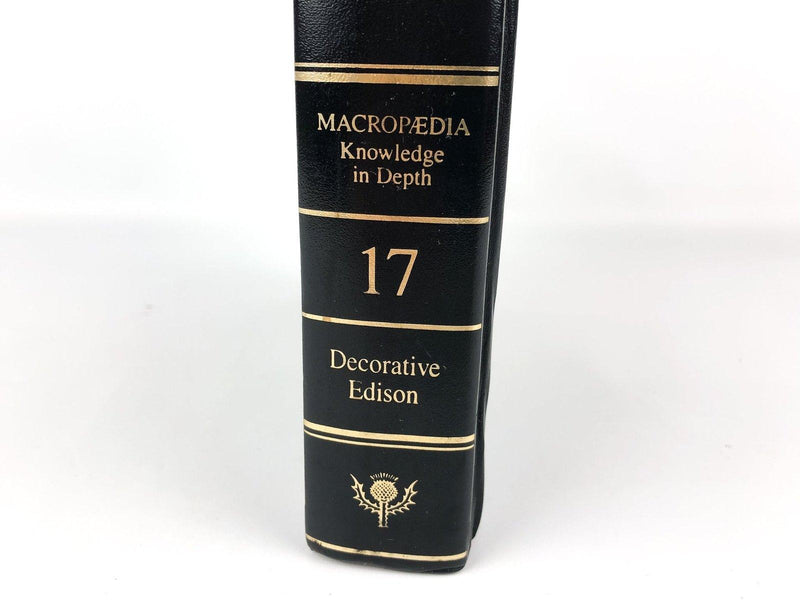 MACROPÆDIA
Knowledge
in Depth
17
Decorative
Edison